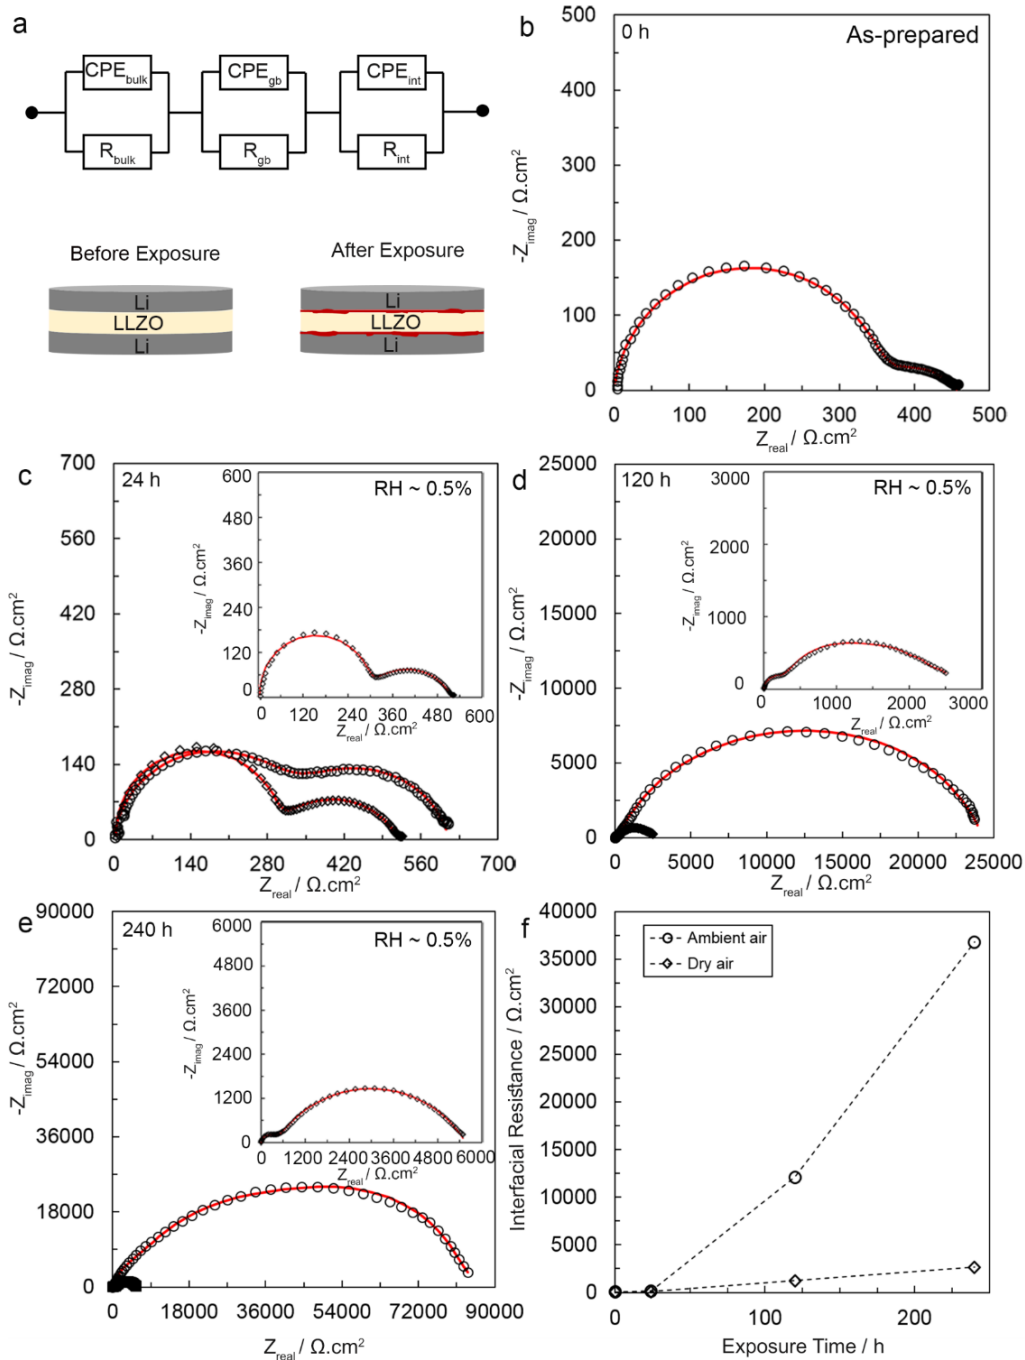 a
CPEbulk
CPEgb
CPEint
Rbulk
Rgb
Rint
Before Exposure
After Exposure
Li
LLZO
Li
Li
LLZO
Li
b
0 h
As-prepared
500
400
300
200
100
0
-Zimag / Ω.cm2
0 100 200 300 400 500
Zreal / Ω.cm2
c
24 h
700
560
420
280
140
0
-Zimag / Ω.cm2
0 140 280 420 560 700
Zreal / Ω.cm2
RH ~ 0.5%
600
480
360
240
180
120
0
-Zimag / Ω.cm2
0 120 240 360 480 600
Zreal / Ω.cm2
d
120 h
25000
20000
15000
10000
5000
0
-Zimag / Ω.cm2
0 5000 10000 15000 20000 25000
Zreal / Ω.cm2
RH ~ 0.5%
3000
2000
1000
0
-Zimag / Ω.cm2
0 1000 2000 3000
Zreal / Ω.cm2
e
240 h
90000
72000
54000
36000
18000
0
-Zimag / Ω.cm2
0 18000 36000 54000 72000 90000
Zreal / Ω.cm2
RH ~ 0.5%
6000
4800
3600
2400
1200
0
-Zimag / Ω.cm2
0 1200 2400 3600 4800 6000
Zreal / Ω.cm2
f
Ambient air
Dry air
40000
35000
30000
25000
20000
15000
10000
5000
0
Interfacial Resistance / Ω.cm2
0 100 200
Exposure Time / h